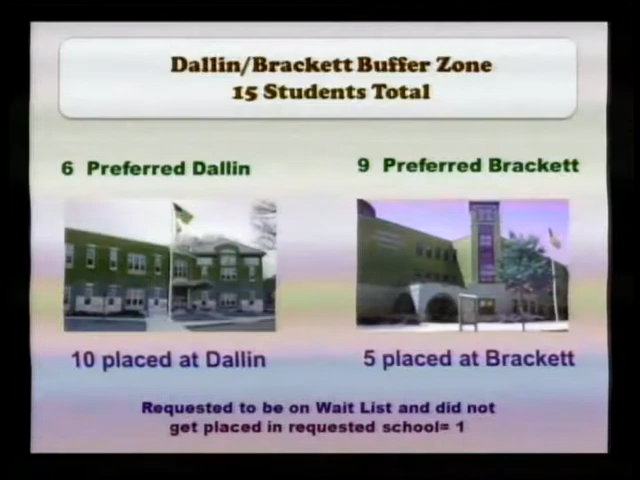 Dallin/Brackett Buffer Zone
15 Students Total
6 Preferred Dallin
9 Preferred Brackett
10 placed at Dallin
5 placed at Brackett
Requested to be on Wait List and did not
get placed in requested school= 1